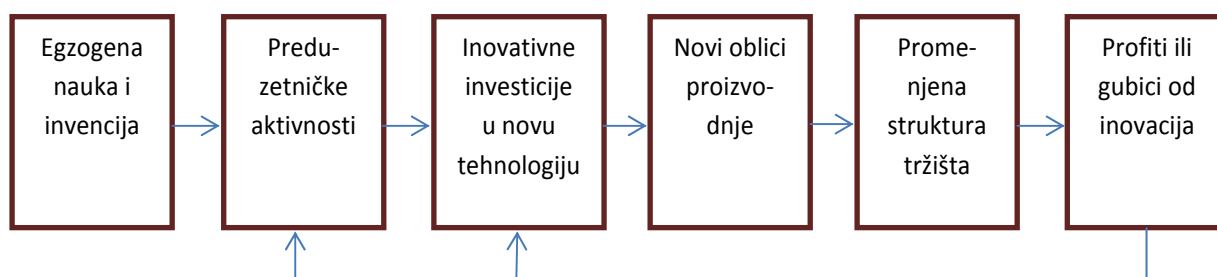 Egzogena
nauka i
invencija
Predu-
zetničke
aktivnosti
Inovativne
investicije
u novu
tehnologiju
Novi oblici
proizvo-
dnje
Prome-
njena
struktura
tržišta
Profiti ili
gubici od
inovacija